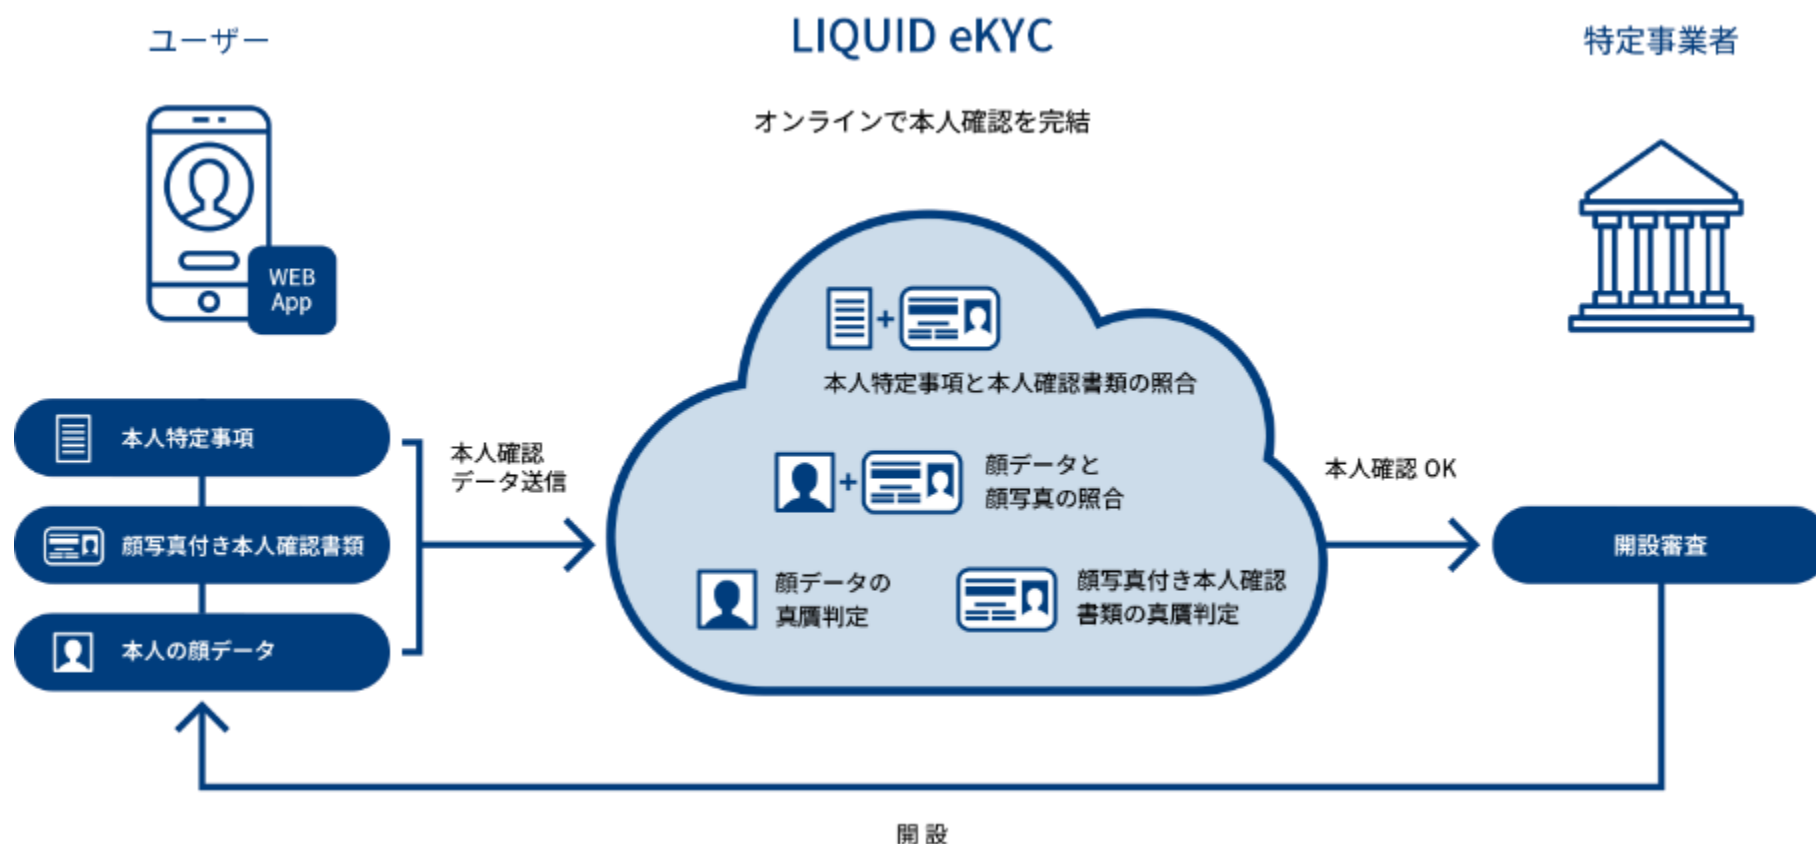 ユーザー
LIQUID eKYC
特定事業者
オンラインで本人確認を完結
WEB
App
本人特定事項
顔写真付き本人確認書類
本人の顔データ
本人確認
データ送信
本人特定事項と本人確認書類の照合
顔データと
顔写真の照合
顔データの
真贋判定
顔写真付き本人確認
書類の真贋判定
本人確認 OK
開設審査
開 設